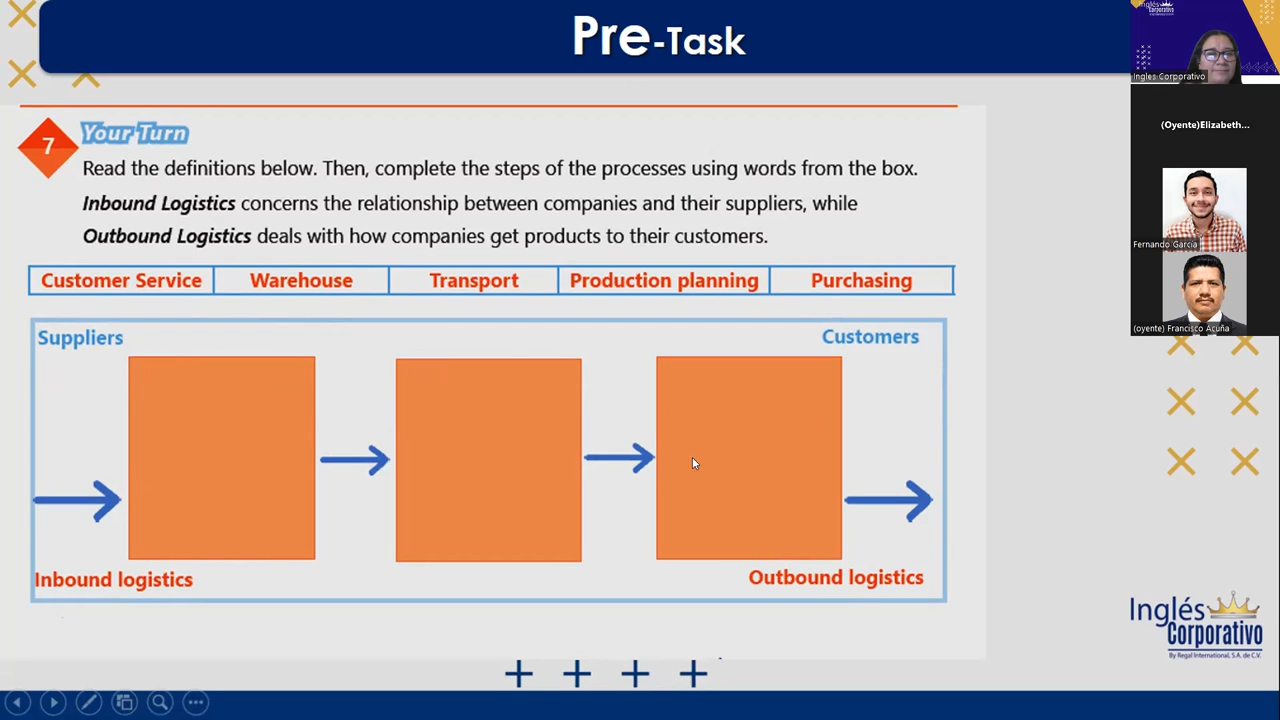 Pre-Task
7
Your Turn
Read the definitions below. Then, complete the steps of the processes using words from the box.
Inbound Logistics concerns the relationship between companies and their suppliers, while
Outbound Logistics deals with how companies get products to their customers.
Customer Service Warehouse Transport Production planning Purchasing
Suppliers
Customers
Inbound logistics
Outbound logistics
Inglés
Corporativo
By Regal International, S.A. de C.V.
Inglés
Corporativo
Ingles Corporativo
(Oyente)Elizabeth...
Fernando García
(oyente) Francisco Acuña